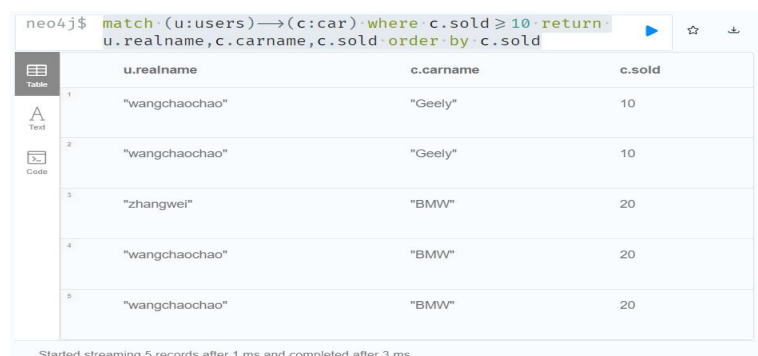 neo4j$ match (u:users)-->(c:car) where c.sold>=10 return
u.realname,c.carname,c.sold order by c.sold
Table
Text
Code
u.realname c.carname c.sold
1 "wangchaochao" "Geely" 10
2 "wangchaochao" "Geely" 10
3 "zhangwei" "BMW" 20
4 "wangchaochao" "BMW" 20
5 "wangchaochao" "BMW" 20
Started streaming 5 records after 1 ms and completed after 3 ms